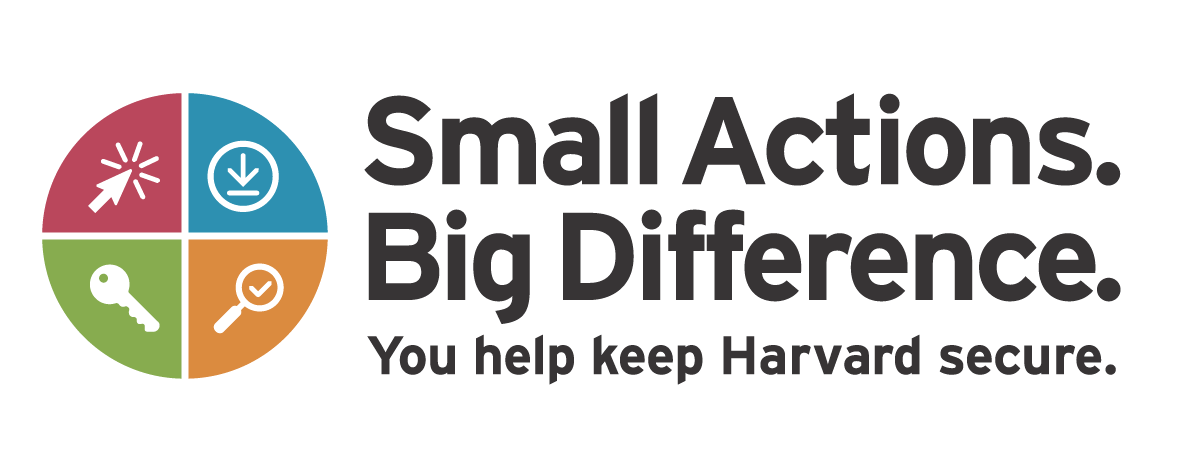 Small Actions.
Big Difference.
You help keep Harvard secure.